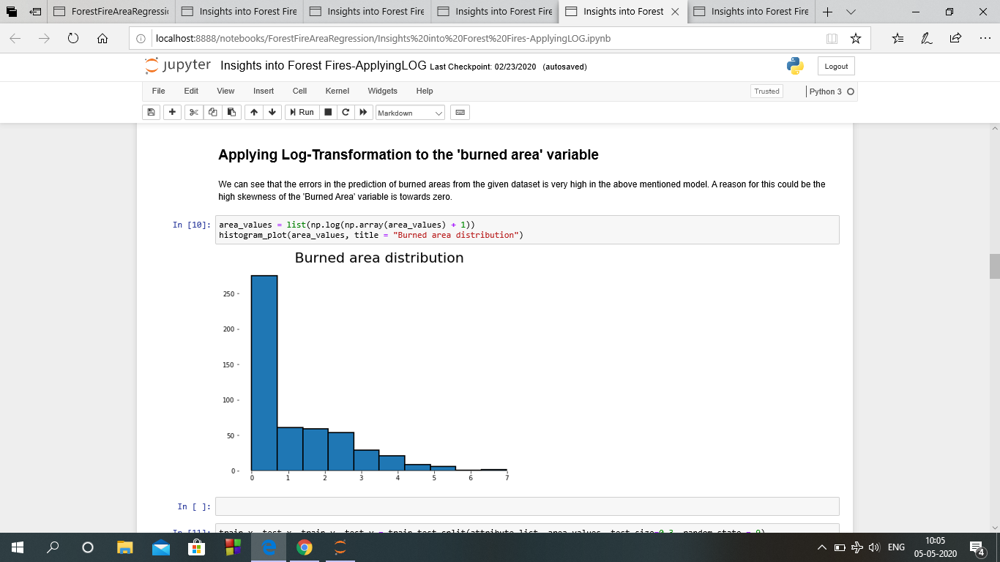 ForestFireAreaRegressi
Insights into Forest Fire
Insights into Forest Fire
Insights into Forest Fire
Insights into Forest
Insights into Forest Fire
localhost:8888/notebooks/ForestFireAreaRegression/Insights%20into%20Forest%20Fires-ApplyingLOG.ipynb
jupyter Insights into Forest Fires-ApplyingLOG Last Checkpoint: 02/23/2020 (autosaved)
Logout
File Edit View Insert Cell Kernel Widgets Help
Trusted
Python 3
Run
Markdown
Applying Log-Transformation to the 'burned area' variable
We can see that the errors in the prediction of burned areas from the given dataset is very high in the above mentioned model. A reason for this could be the
high skewness of the 'Burned Area' variable is towards zero.
In [10]: area_values = list(np.log(np.array(area_values) + 1))
histogram_plot(area_values, title = "Burned area distribution")
Burned area distribution
250
200
150
100
50
0
0 1 2 3 4 5 6 7
In [ ]:
In [11]: train_x, test_x, train_y, test_y = train_test_split(attribute_list, area_values, test_size=0.3, random_state = 9)
ENG
10:05
05-05-2020
4